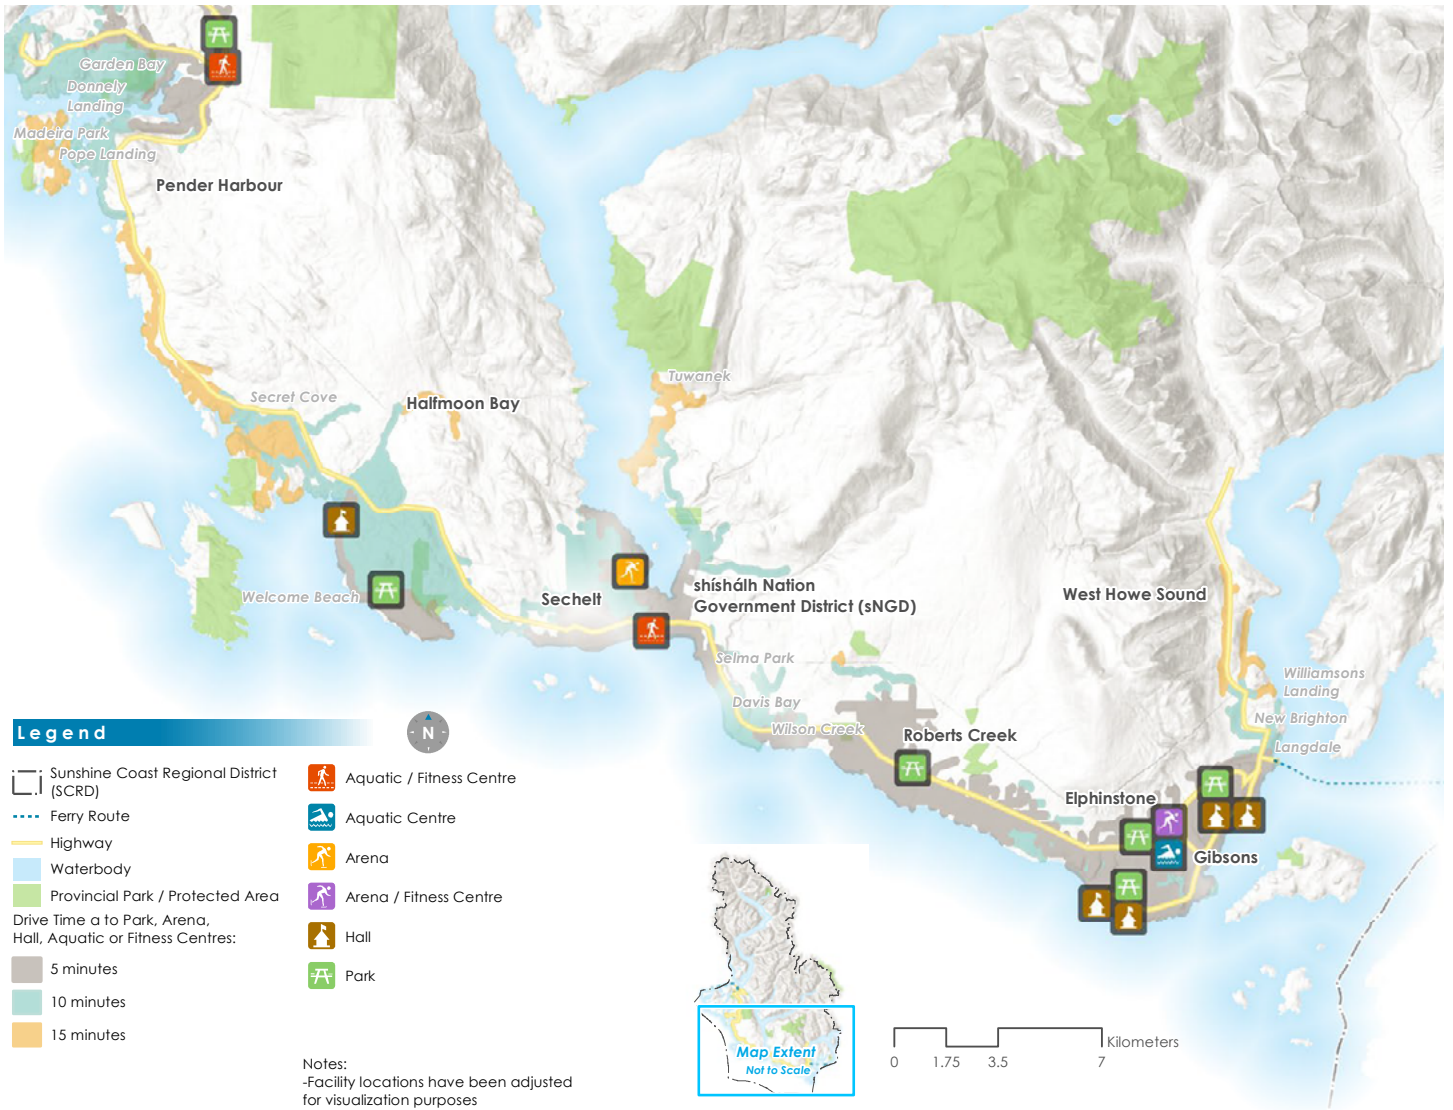 Garden Bay
Donnely
Landing
Madeira Park
Pope Landing
Pender Harbour
Secret Cove
Halfmoon Bay
Tuwanek
Welcome Beach
Sechelt
shíshálh Nation
Government District (sNGD)
West Howe Sound
Selma Park
Davis Bay
Wilson Creek
Roberts Creek
Williamsons
Landing
New Brighton
Langdale
Elphinstone
Gibsons
Legend
N
Sunshine Coast Regional District
(SCRD)
Ferry Route
Highway
Waterbody
Provincial Park / Protected Area
Drive Time a to Park, Arena,
Hall, Aquatic or Fitness Centres:
5 minutes
10 minutes
15 minutes
Aquatic / Fitness Centre
Aquatic Centre
Arena
Arena / Fitness Centre
Hall
Park
Notes:
-Facility locations have been adjusted
for visualization purposes
Map Extent
Not to Scale
Kilometers
0 1.75 3.5 7